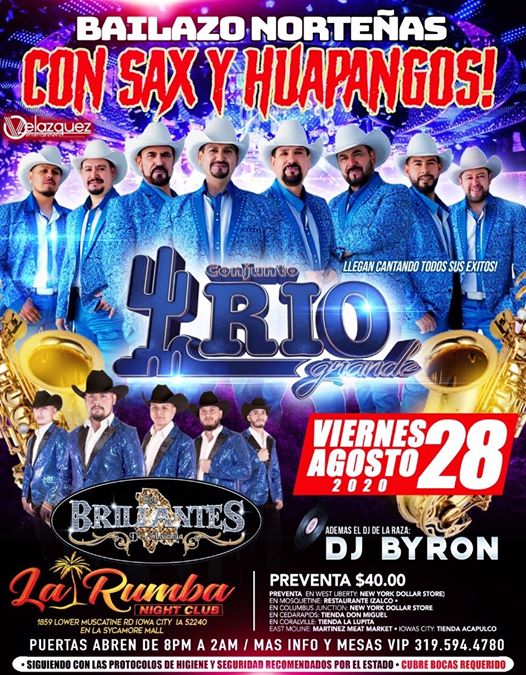 BAILAZO NORTEÑAS
CON SAX Y HUAPANGOS!
Velazquez
LLEGAN CANTANDO TODOS SUS EXITOS!
Conjunto
RIO
grande
VIERNES 28
AGOSTO
2020
BRILLANTES
De Chihuahua
ADEMAS EL DJ DE LA RAZA:
DJ BYRON
La Rumba
NIGHT CLUB
1859 LOWER MUSCATINE RD IOWA CITY IA 52240
EN LA SYCAMORE MALL
PREVENTA $40.00
PREVENTA EN WEST LIBERTY: NEW YORK DOLLAR STORE)
EN MOSQUETINE: RESTAURANTE IZALCO •
EN COLUMBUS JUNCTION: NEW YORK DOLLAR STORE
EN CEDARAPIDS: TIENDA DON MIGUEL
EN CORALVILLE: TIENDA LA LUPITA
EAST MOLINE: MARTINEZ MEAT MARKET • IOWAS CITY: TIENDA ACAPULCO
PUERTAS ABREN DE 8PM A 2AM / MAS INFO Y MESAS VIP 319.594.4780
• SIGUIENDO CON LAS PROTOCOLOS DE HIGIENE Y SEGURIDAD RECOMENDADOS POR EL ESTADO • CUBRE BOCAS REQUERIDO •